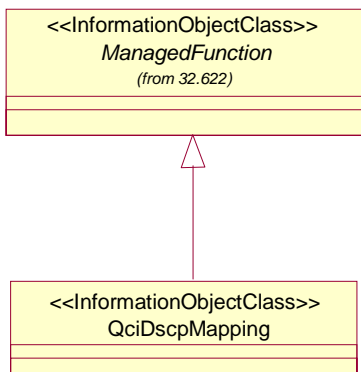 <<InformationObjectClass>>
ManagedFunction
(from 32.622)
<<InformationObjectClass>>
QciDscpMapping